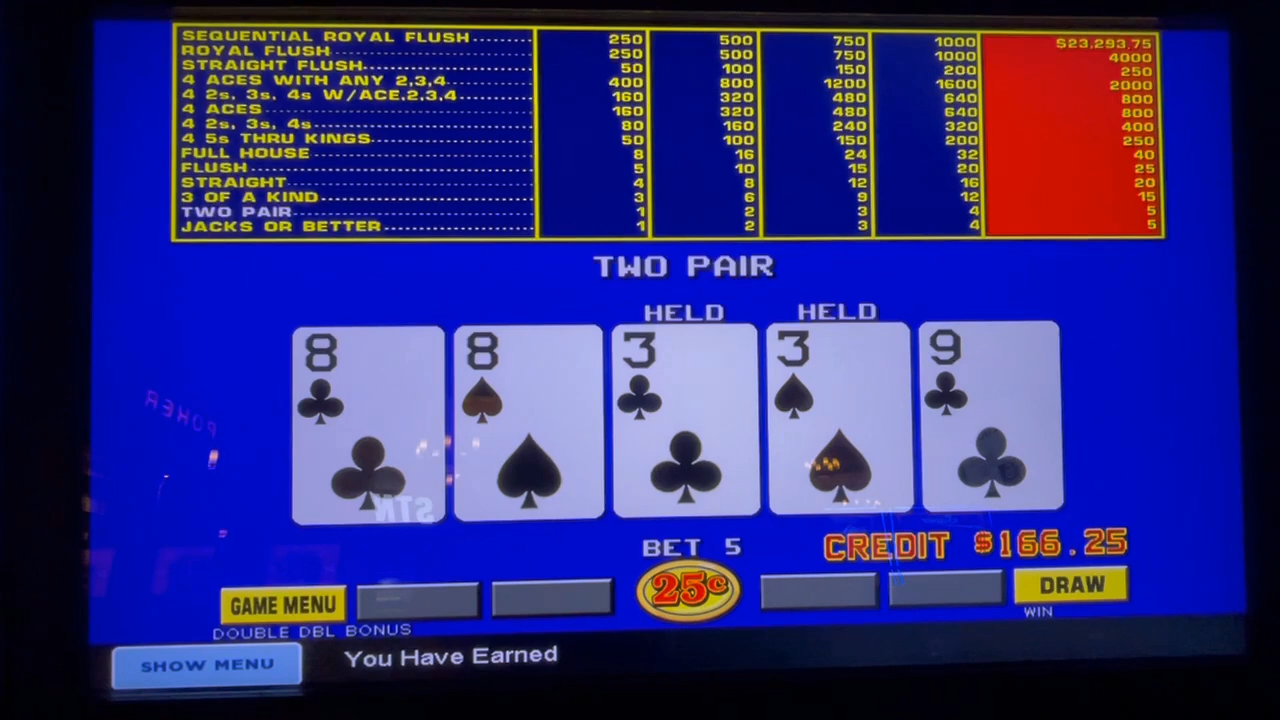 SEQUENTIAL ROYAL FLUSH 250 500 750 1000 $23,293.75
ROYAL FLUSH 250 500 750 1000 4000
STRAIGHT FLUSH 50 100 150 200 250
4 ACES WITH ANY 2,3,4 400 800 1200 1600 2000
4 2s, 3s, 4s W/ACE,2,3,4 160 320 480 640 800
4 ACES 160 320 480 640 800
4 2s, 3s, 4s 80 160 240 320 400
4 5s THRU KINGS 50 100 150 200 250
FULL HOUSE 8 16 24 32 40
FLUSH 5 10 15 20 25
STRAIGHT 4 8 12 16 20
3 OF A KIND 3 6 9 12 15
TWO PAIR 1 2 3 4 5
JACKS OR BETTER 1 2 3 4 5
TWO PAIR
HELD HELD
8 8 3 3 9
POKER
STN
BET 5 CREDIT $166.25
GAME MENU 25¢ DRAW
DOUBLE DBL BONUS WIN
SHOW MENU You Have Earned